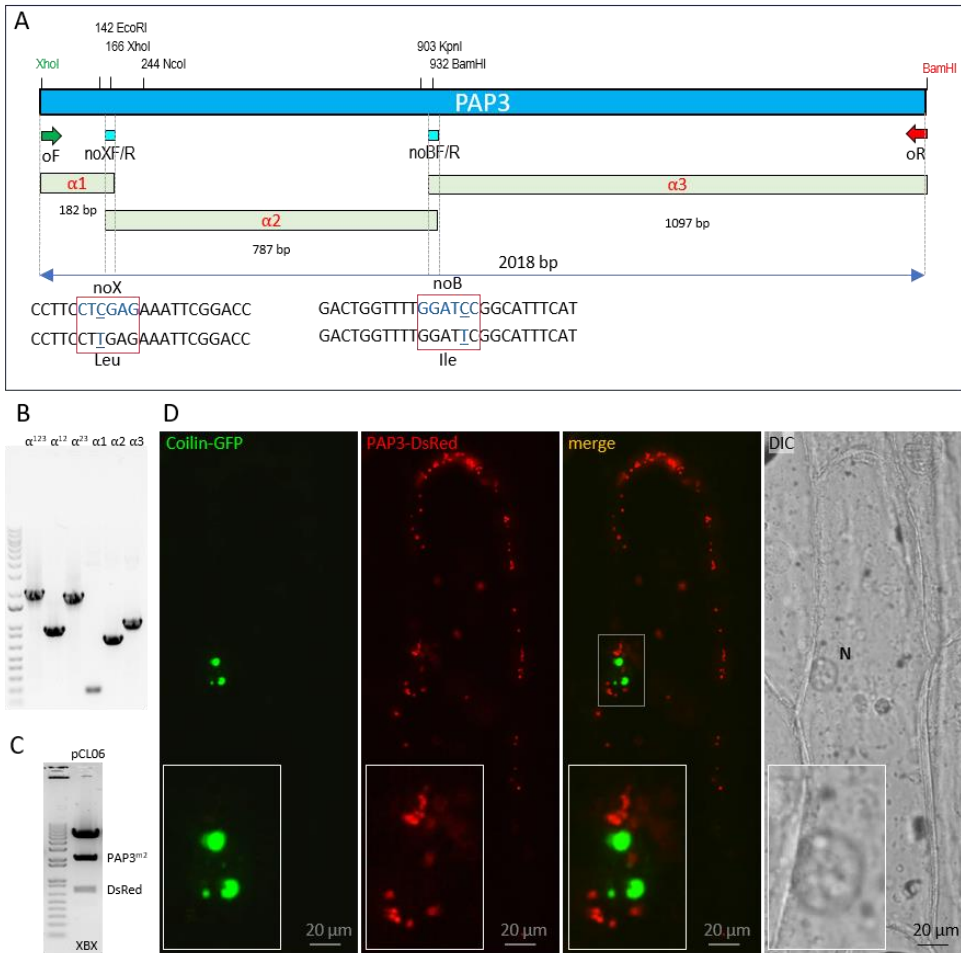 A
142 EcoRI
166 XhoI
903 KpnI
XhoI
244 NcoI
932 BamHI
BamHI
PAP3
oF
noXF/R
noBF/R
oR
α1
α3
182 bp
α2
1097 bp
787 bp
2018 bp
noX
noB
CCTTCCTCGAGAAATTCGGACC
GACTGGTTTTGGATCCGGCATTTCAT
CCTTCCTTGAGAAATTCGGACC
GACTGGTTTTGGATTCGGCATTTCAT
Leu
Ile
B
α¹²³ α¹² α²³ α1 α2 α3
C
pCL06
PAP3ᵐ²
DsRed
XBX
D
Coilin-GFP
PAP3-DsRed
merge
DIC
N
20 µm
20 µm
20 µm
20 µm